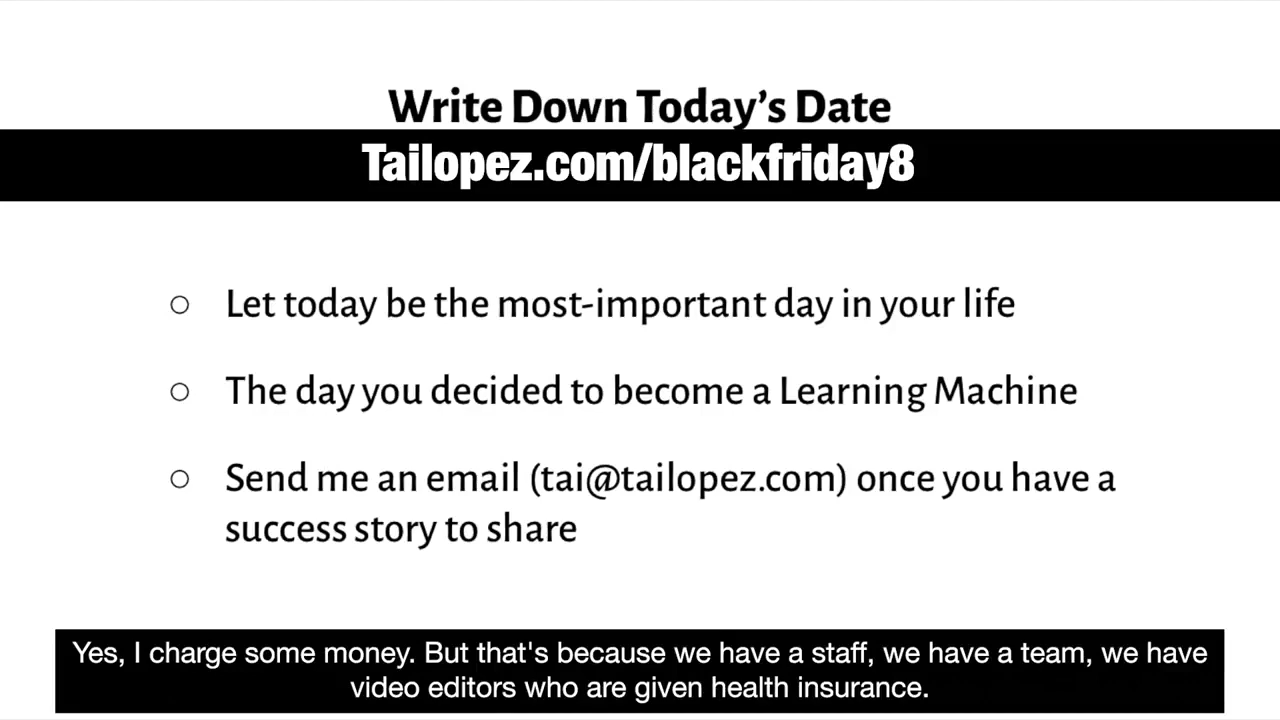 Write Down Today’s Date
Tailopez.com/blackfriday8
○ Let today be the most-important day in your life
○ The day you decided to become a Learning Machine
○ Send me an email (tai@tailopez.com) once you have a
success story to share
Yes, I charge some money. But that's because we have a staff, we have a team, we have
video editors who are given health insurance.